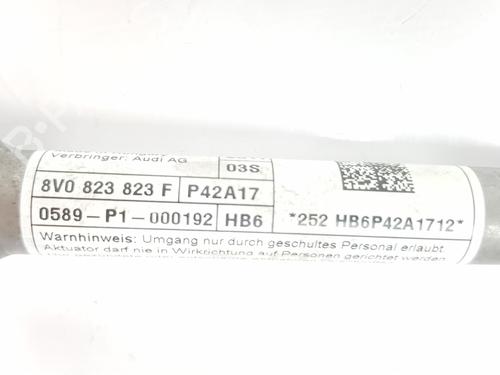 Verbringer: Audi AG
03S
8V0 823 823 F P42A17
0589-P1-000192 HB6 *252 HB6P42A1712*
Warnhinweis: Umgang nur durch geschultes Personal erlaubt
Aktuator darf nie in Wirkrichtung auf Personen gerichtet werden